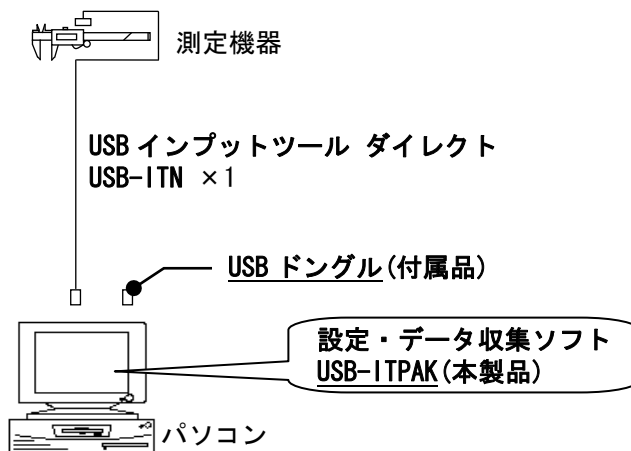 測定機器
USB インプットツール ダイレクト
USB-ITN ×1
USB ドングル(付属品)
設定・データ収集ソフト
USB-ITPAK(本製品)
パソコン